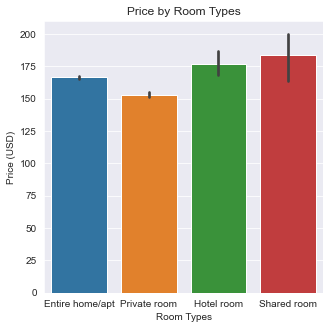 Price by Room Types
Price (USD)
200
175
150
125
100
75
50
25
0
Entire home/apt Private room Hotel room Shared room
Room Types